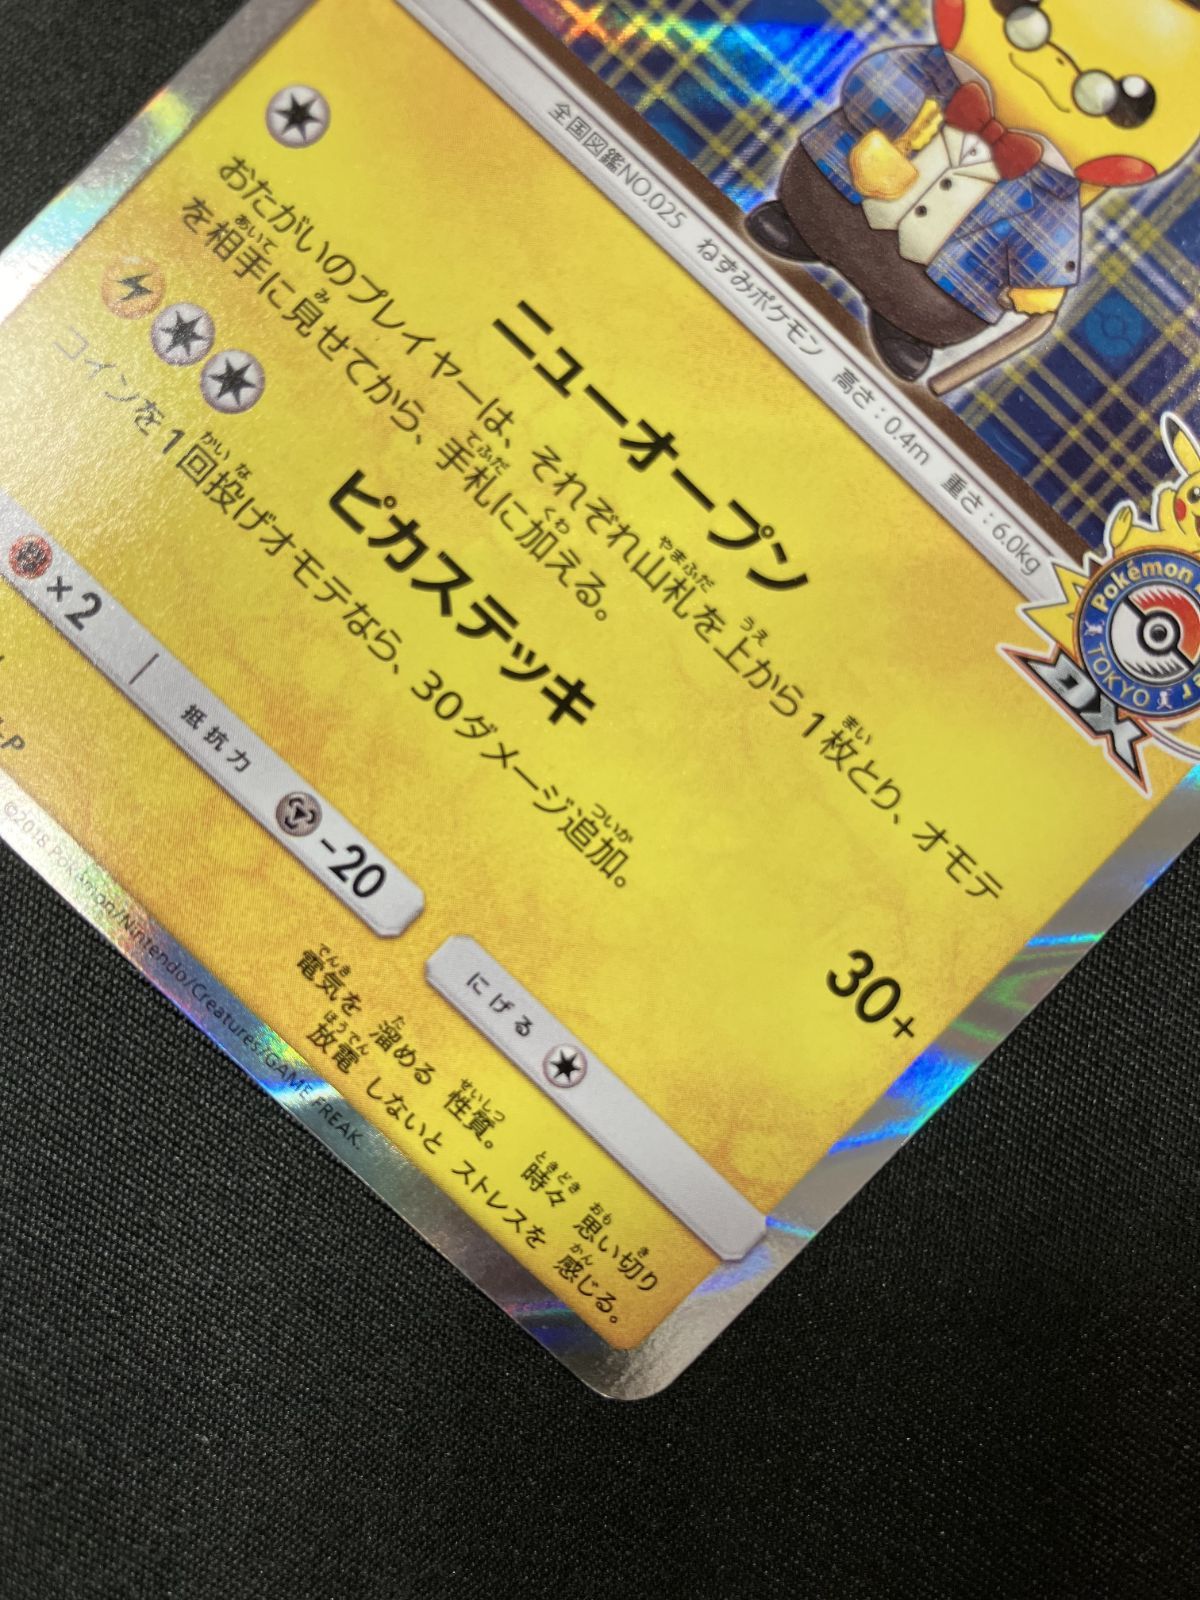 全国図鑑NO.025 ねずみポケモン 高さ:0.4m 重さ:6.0kg
Pokémon
TOKYO
DX
ニューオープン
おたがいのプレイヤーは、それぞれ山札を上から1枚とり、オモテ
を相手に見せてから、手札に加える。
ピカステッキ 30+
コインを1回投げオモテなら、30ダメージ追加。
×2
抵抗力 -20
にげる
電気を 溜める 性質。 時々 思い切り
放電 しないと ストレスを 感じる。
-P
©2018 Pokémon/Nintendo/Creatures/GAME FREAK.